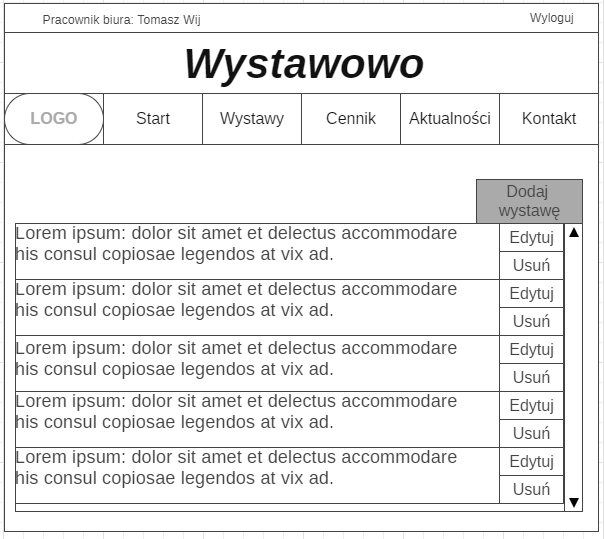 Pracownik biura: Tomasz Wij
Wyloguj
Wystawowo
LOGO
Start
Wystawy
Cennik
Aktualności
Kontakt
Dodaj
wystawę
Lorem ipsum: dolor sit amet et delectus accommodare
his consul copiosae legendos at vix ad.
Edytuj
Usuń
Lorem ipsum: dolor sit amet et delectus accommodare
his consul copiosae legendos at vix ad.
Edytuj
Usuń
Lorem ipsum: dolor sit amet et delectus accommodare
his consul copiosae legendos at vix ad.
Edytuj
Usuń
Lorem ipsum: dolor sit amet et delectus accommodare
his consul copiosae legendos at vix ad.
Edytuj
Usuń
Lorem ipsum: dolor sit amet et delectus accommodare
his consul copiosae legendos at vix ad.
Edytuj
Usuń